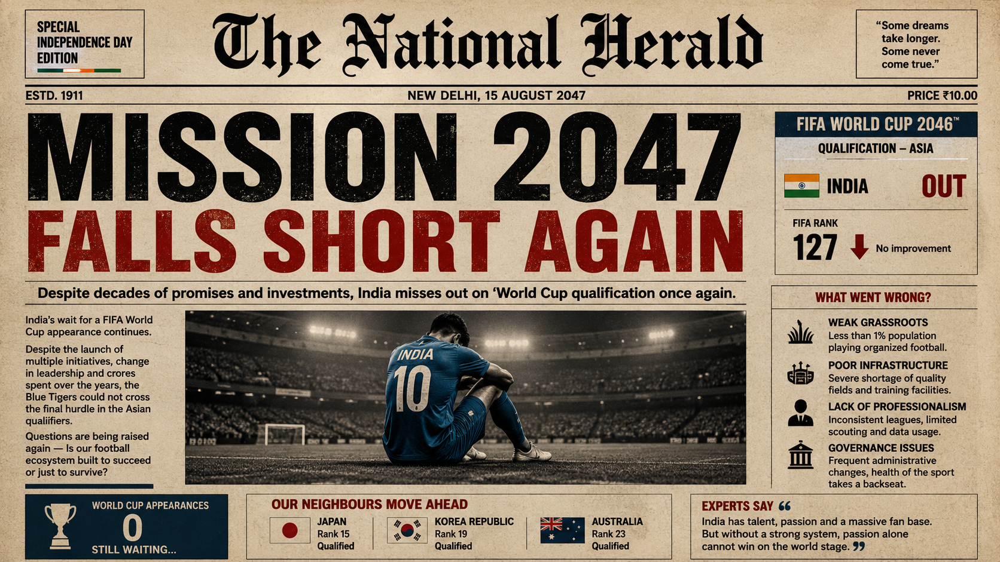 SPECIAL
INDEPENDENCE DAY
EDITION
The National Herald
“Some dreams
take longer.
Some never
come true.”
ESTD. 1911
NEW DELHI, 15 AUGUST 2047
PRICE ₹10.00
MISSION 2047
FALLS SHORT AGAIN
Despite decades of promises and investments, India misses out on ‘World Cup qualification once again.
India’s wait for a FIFA World
Cup appearance continues.
Despite the launch of
multiple initiatives, change
in leadership and crores
spent over the years, the
Blue Tigers could not cross
the final hurdle in the Asian
qualiifiers.
Questions are being raised
again — Is our football
ecosystem built to succeed
or just to survive?
INDIA
10
FIFA WORLD CUP 2046™
QUALIFICATION – ASIA
INDIA OUT
FIFA RANK
127 No improvement
WHAT WENT WRONG?
WEAK GRASSROOTS
Less than 1% population
playing organized football.
POOR INFRASTRUCTURE
Severe shortage of quality
fields and training facilities.
LACK OF PROFESSIONALISM
Inconsistent leagues, limited
scouting and data usage.
GOVERNANCE ISSUES
Frequent administrative
changes, health of the sport
takes a backseat.
WORLD CUP APPEARANCES
0
STILL WAITING...
OUR NEIGHBOURS MOVE AHEAD
JAPAN
Rank 15
Qualified
KOREA REPUBLIC
Rank 19
Qualified
AUSTRALIA
Rank 23
Qualified
EXPERTS SAY “
India has talent, passion and a massive fan base.
But without a strong system, passion alone
cannot win on the world stage. ”